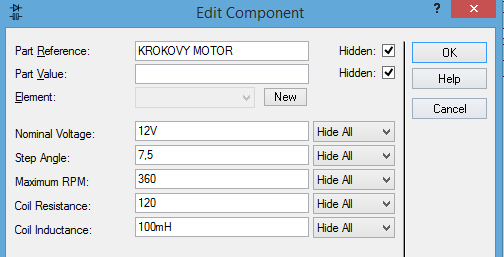 Edit Component
Part Reference: KROKOVY MOTOR Hidden: OK
Part Value: Hidden: Help
Element: New Cancel
Nominal Voltage: 12V Hide All
Step Angle: 7,5 Hide All
Maximum RPM: 360 Hide All
Coil Resistance: 120 Hide All
Coil Inductance: 100mH Hide All